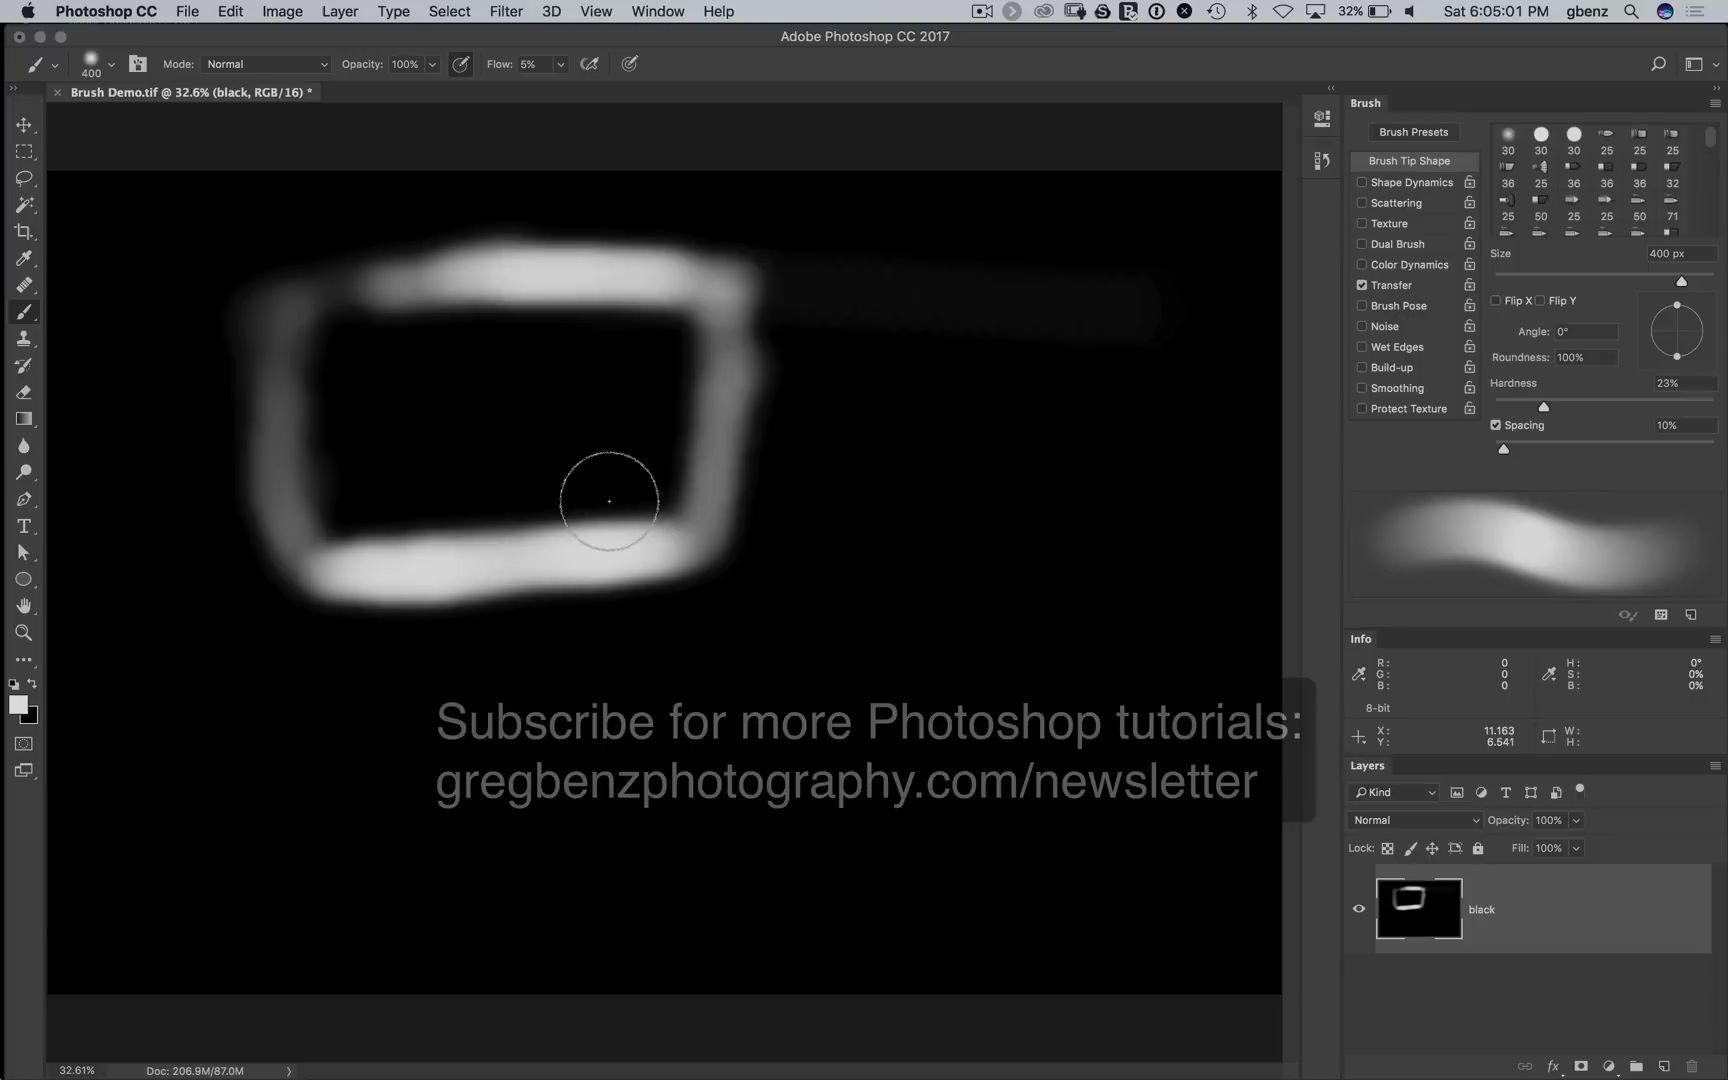 Photoshop CC File Edit Image Layer Type Select Filter 3D View Window Help 32% Sat 6:05:01 PM gbenz
Adobe Photoshop CC 2017
400 Mode: Normal Opacity: 100% Flow: 5%
Brush Demo.tif @ 32.6% (black, RGB/16) *
Brush
Brush Presets
Brush Tip Shape
Shape Dynamics
Scattering
Texture
Dual Brush
Color Dynamics
Transfer
Brush Pose
Noise
Wet Edges
Build-up
Smoothing
Protect Texture
30 30 30 25 25 25
36 25 36 36 36 32
25 50 25 25 50 71
Size 400 px
Flip X Flip Y
Angle: 0°
Roundness: 100%
Hardness 23%
Spacing 10%
Subscribe for more Photoshop tutorials:
gregbenzphotography.com/newsletter
Info
R: 0 H: 0°
G: 0 S: 0%
B: 0 B: 0%
8-bit
X: 11.163 W:
Y: 6.541 H:
Layers
Kind
Normal Opacity: 100%
Lock: Fill: 100%
black
32.61% Doc: 206.9M/87.0M